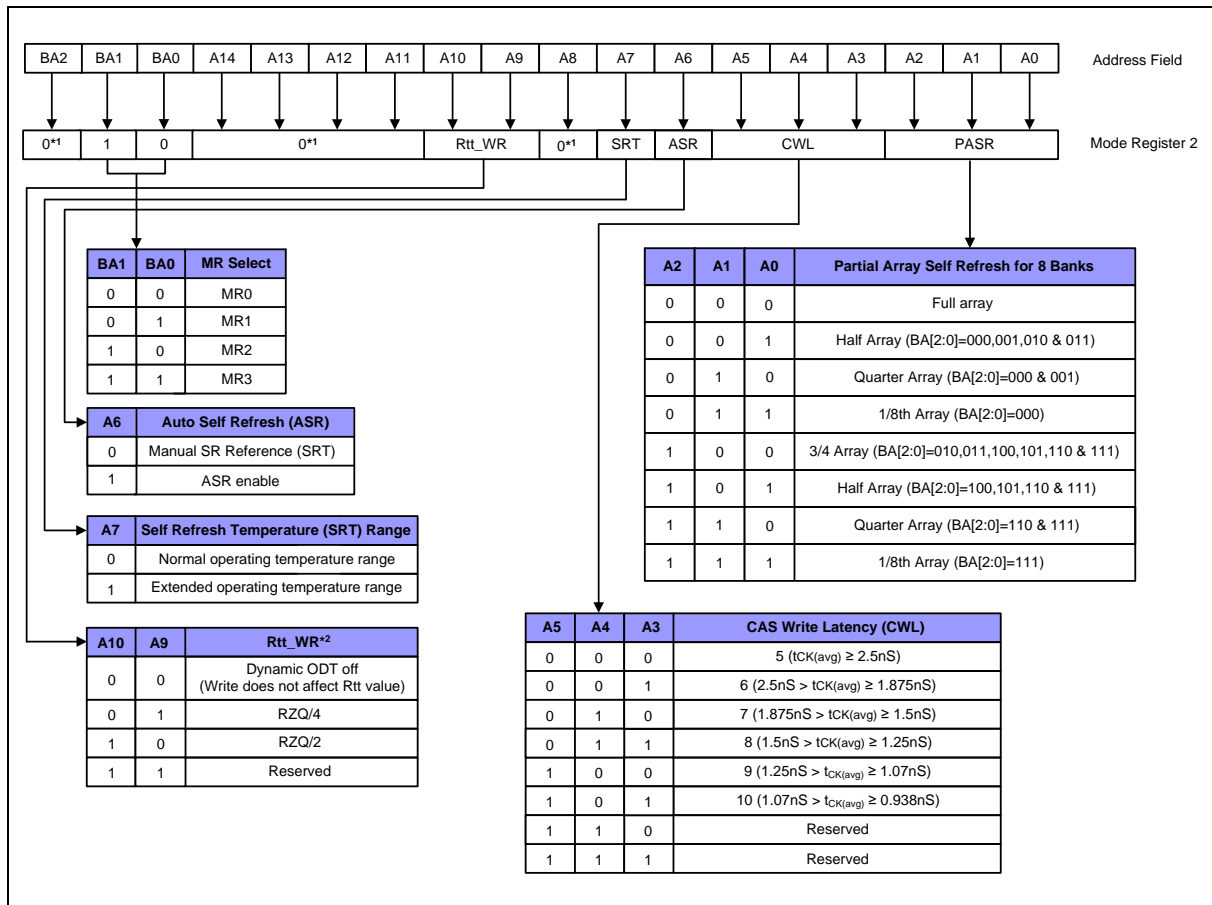 BA2 BA1 BA0 A14 A13 A12 A11 A10 A9 A8 A7 A6 A5 A4 A3 A2 A1 A0 Address Field
0*1 1 0 0*1 Rtt_WR 0*1 SRT ASR CWL PASR Mode Register 2
BA1 BA0 MR Select
0 0 MR0
0 1 MR1
1 0 MR2
1 1 MR3
A6 Auto Self Refresh (ASR)
0 Manual SR Reference (SRT)
1 ASR enable
A7 Self Refresh Temperature (SRT) Range
0 Normal operating temperature range
1 Extended operating temperature range
A10 A9 Rtt_WR*2
0 0 Dynamic ODT off
(Write does not affect Rtt value)
0 1 RZQ/4
1 0 RZQ/2
1 1 Reserved
A2 A1 A0 Partial Array Self Refresh for 8 Banks
0 0 0 Full array
0 0 1 Half Array (BA[2:0]=000,001,010 & 011)
0 1 0 Quarter Array (BA[2:0]=000 & 001)
0 1 1 1/8th Array (BA[2:0]=000)
1 0 0 3/4 Array (BA[2:0]=010,011,100,101,110 & 111)
1 0 1 Half Array (BA[2:0]=100,101,110 & 111)
1 1 0 Quarter Array (BA[2:0]=110 & 111)
1 1 1 1/8th Array (BA[2:0]=111)
A5 A4 A3 CAS Write Latency (CWL)
0 0 0 5 (tCK(avg) ≥ 2.5nS)
0 0 1 6 (2.5nS > tCK(avg) ≥ 1.875nS)
0 1 0 7 (1.875nS > tCK(avg) ≥ 1.5nS)
0 1 1 8 (1.5nS > tCK(avg) ≥ 1.25nS)
1 0 0 9 (1.25nS > tCK(avg) ≥ 1.07nS)
1 0 1 10 (1.07nS > tCK(avg) ≥ 0.938nS)
1 1 0 Reserved
1 1 1 Reserved